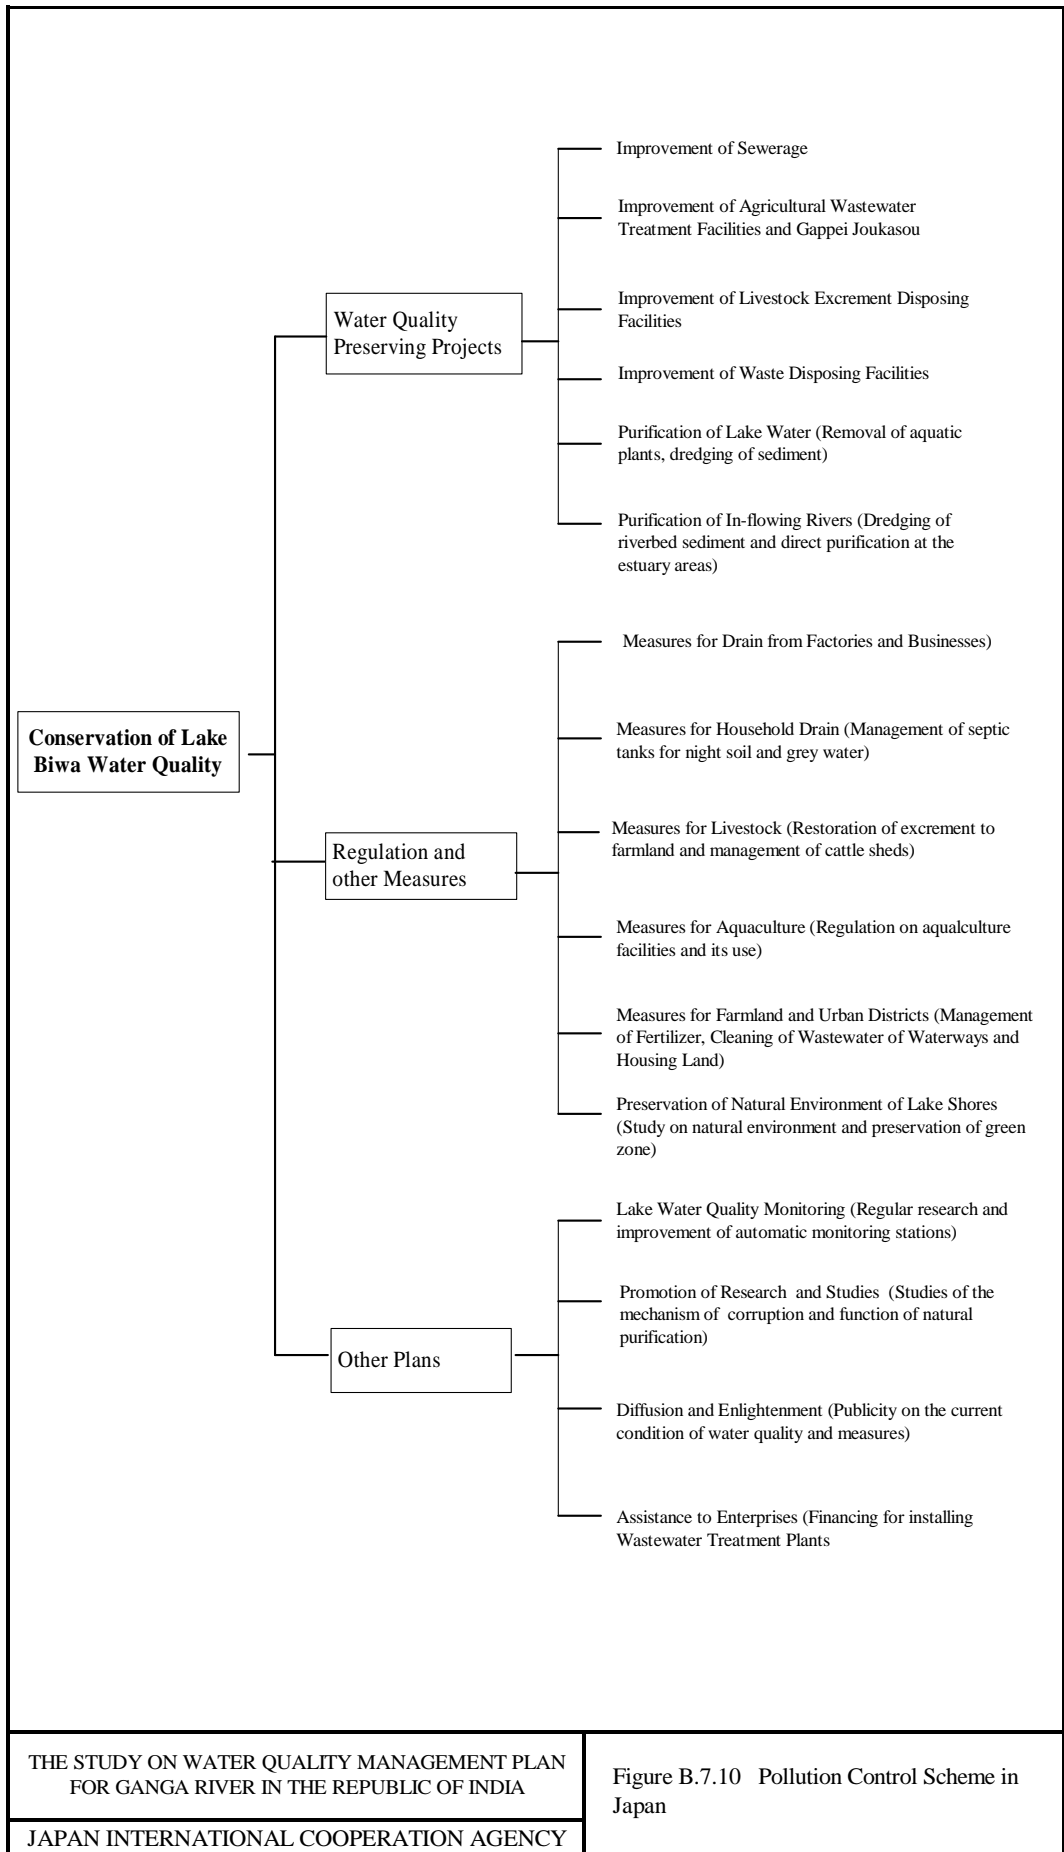 Improvement of Sewerage
Improvement of Agricultural Wastewater
Treatment Facilities and Gappei Joukasou
Improvement of Livestock Excrement Disposing
Facilities
Water Quality
Preserving Projects
Improvement of Waste Disposing Facilities
Purification of Lake Water (Removal of aquatic
plants, dredging of sediment)
Purification of In-flowing Rivers (Dredging of
riverbed sediment and direct purification at the
estuary areas)
Measures for Drain from Factories and Businesses)
Conservation of Lake
Biwa Water Quality
Measures for Household Drain (Management of septic
tanks for night soil and grey water)
Regulation and
other Measures
Measures for Livestock (Restoration of excrement to
farmland and management of cattle sheds)
Measures for Aquaculture (Regulation on aqualculture
facilities and its use)
Measures for Farmland and Urban Districts (Management
of Fertilizer, Cleaning of Wastewater of Waterways and
Housing Land)
Preservation of Natural Environment of Lake Shores
(Study on natural environment and preservation of green
zone)
Lake Water Quality Monitoring (Regular research and
improvement of automatic monitoring stations)
Promotion of Research and Studies (Studies of the
mechanism of corruption and function of natural
purification)
Other Plans
Diffusion and Enlightenment (Publicity on the current
condition of water quality and measures)
Assistance to Enterprises (Financing for installing
Wastewater Treatment Plants
THE STUDY ON WATER QUALITY MANAGEMENT PLAN
FOR GANGA RIVER IN THE REPUBLIC OF INDIA
JAPAN INTERNATIONAL COOPERATION AGENCY
Figure B.7.10 Pollution Control Scheme in
Japan